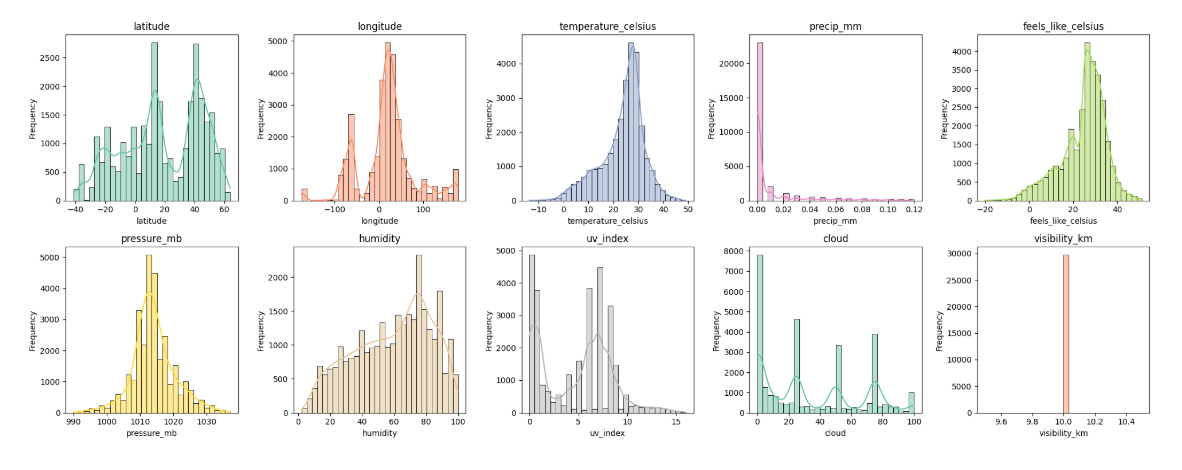 latitude longitude temperature_celsius precip_mm feels_like_celsius
2500 2000 1500 1000 500 0
Frequency
−40 −20 0 20 40 60
latitude
5000 4000 3000 2000 1000 0
Frequency
−100 0 100
longitude
4000 3000 2000 1000 0
Frequency
−10 0 10 20 30 40 50
temperature_celsius
20000 15000 10000 5000 0
Frequency
0.00 0.02 0.04 0.06 0.08 0.10 0.12
precip_mm
4000 3500 3000 2500 2000 1500 1000 500 0
Frequency
−20 0 20 40
feels_like_celsius
pressure_mb humidity uv_index cloud visibility_km
5000 4000 3000 2000 1000 0
Frequency
990 1000 1010 1020 1030
pressure_mb
2000 1500 1000 500 0
Frequency
0 20 40 60 80 100
humidity
5000 4000 3000 2000 1000 0
Frequency
0 5 10 15
uv_index
8000 7000 6000 5000 4000 3000 2000 1000 0
Frequency
0 20 40 60 80 100
cloud
30000 25000 20000 15000 10000 5000 0
Frequency
9.6 9.8 10.0 10.2 10.4
visibility_km